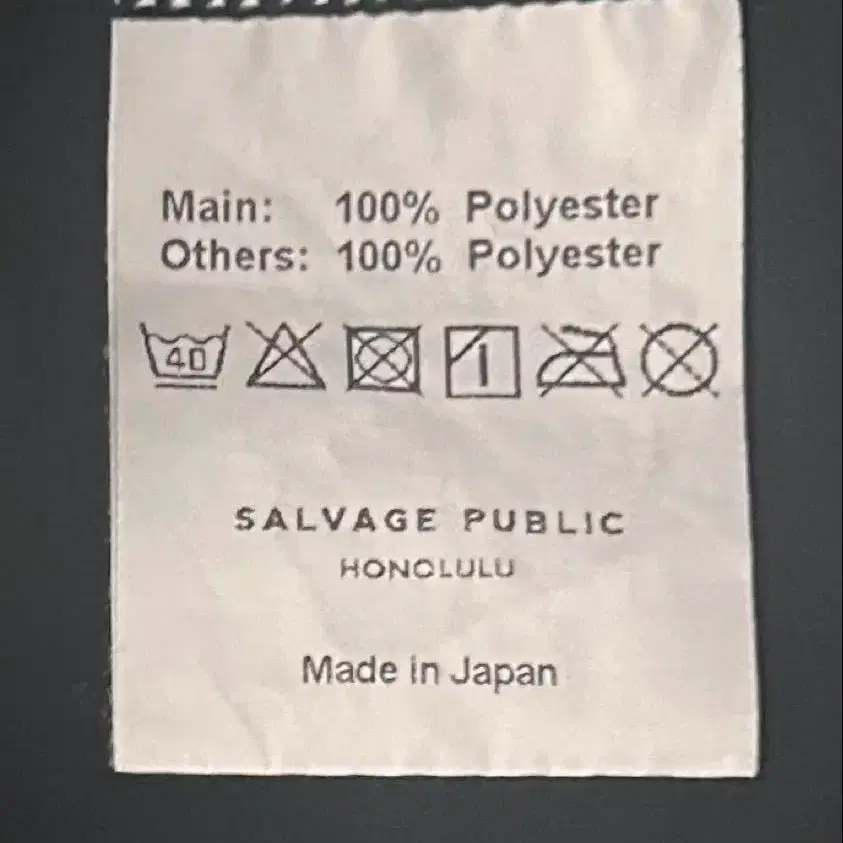 Main: 100% Polyester
Others: 100% Polyester
40
SALVAGE PUBLIC
HONOLULU
Made in Japan